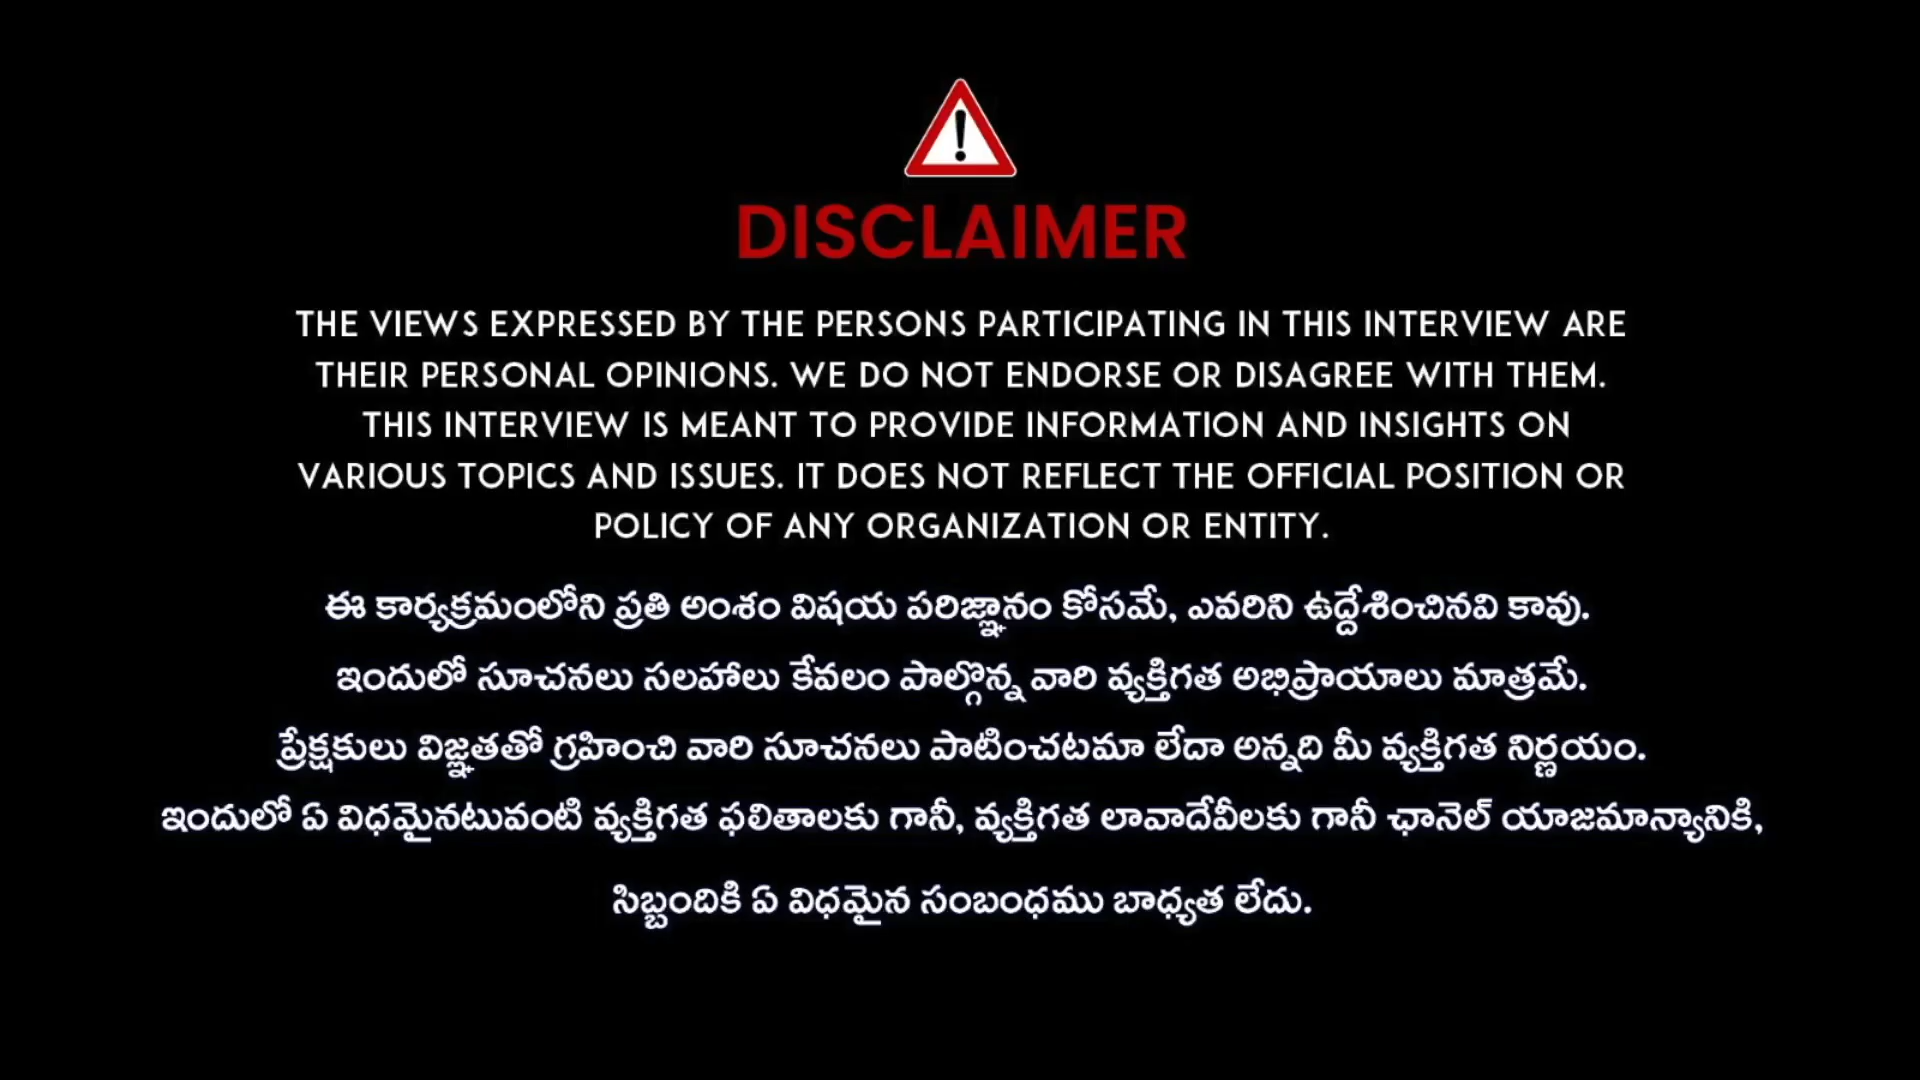 DISCLAIMER
THE VIEWS EXPRESSED BY THE PERSONS PARTICIPATING IN THIS INTERVIEW ARE
THEIR PERSONAL OPINIONS. WE DO NOT ENDORSE OR DISAGREE WITH THEM.
THIS INTERVIEW IS MEANT TO PROVIDE INFORMATION AND INSIGHTS ON
VARIOUS TOPICS AND ISSUES. IT DOES NOT REFLECT THE OFFICIAL POSITION OR
POLICY OF ANY ORGANIZATION OR ENTITY.
ఈ కార్యక్రమంలోని ప్రతి అంశం విషయ పరిజ్ఞానం కోసమే, ఎవరిని ఉద్దేశించినవి కావు.
ఇందులో సూచనలు సలహాలు కేవలం పాల్గొన్న వారి వ్యక్తిగత అభిప్రాయాలు మాత్రమే.
ప్రేక్షకులు విజ్ఞతతో గ్రహించి వారి సూచనలు పాటించటమా లేదా అన్నది మీ వ్యక్తిగత నిర్ణయం.
ఇందులో ఏ విధమైనటువంటి వ్యక్తిగత ఫలితాలకు గానీ, వ్యక్తిగత లావాదేవీలకు గానీ ఛానెల్ యాజమాన్యానికి,
సిబ్బందికి ఏ విధమైన సంబంధము బాధ్యత లేదు.